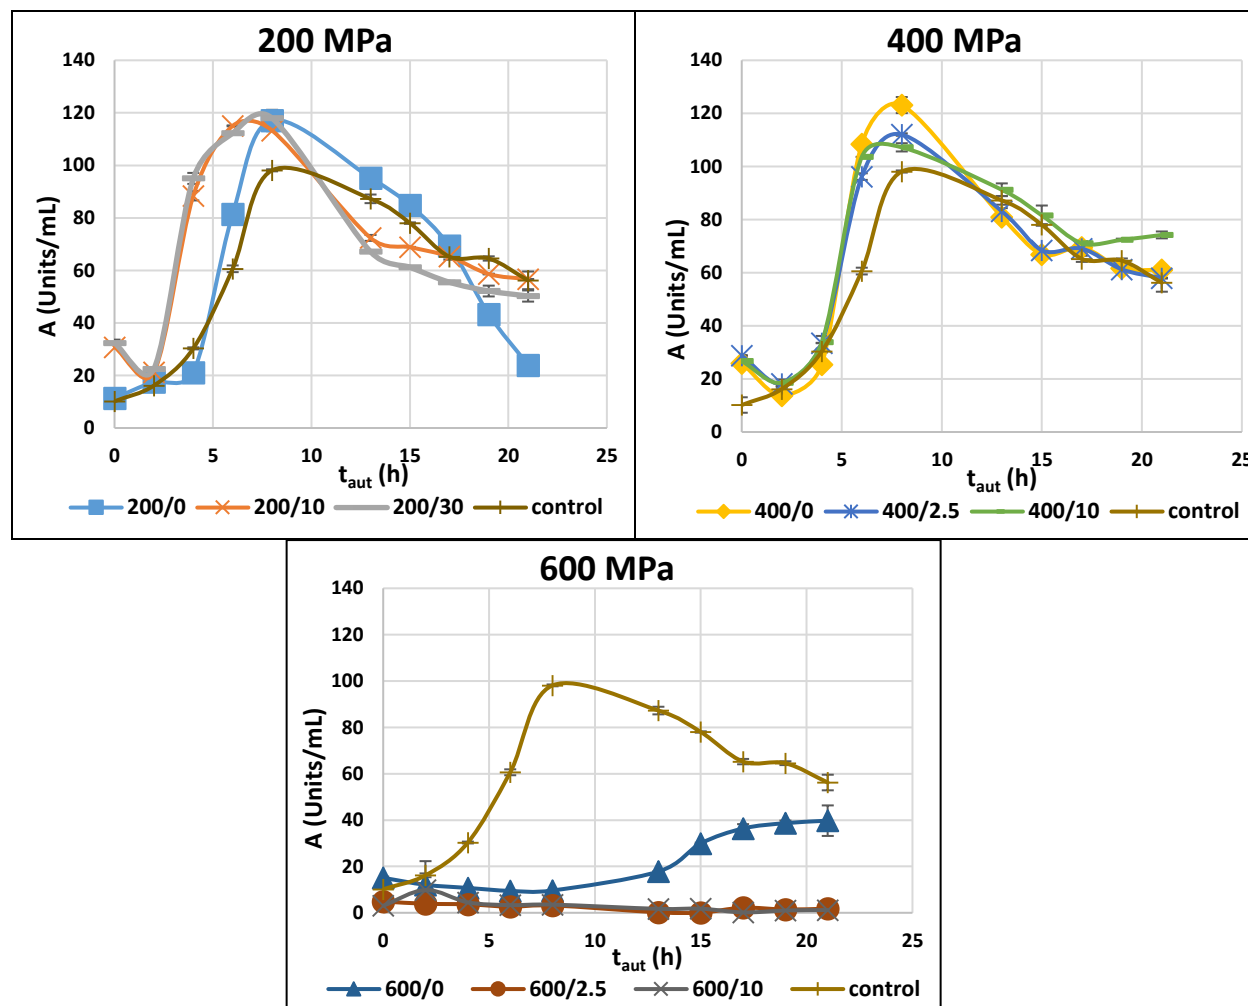 200 MPa
A (Units/mL)
140
120
100
80
60
40
20
0
0 5 10 15 20 25
t_aut (h)
200/0 200/10 200/30 control
400 MPa
A (Units/mL)
140
120
100
80
60
40
20
0
0 5 10 15 20 25
t_aut (h)
400/0 400/2.5 400/10 control
600 MPa
A (Units/mL)
140
120
100
80
60
40
20
0
0 5 10 15 20 25
t_aut (h)
600/0 600/2.5 600/10 control